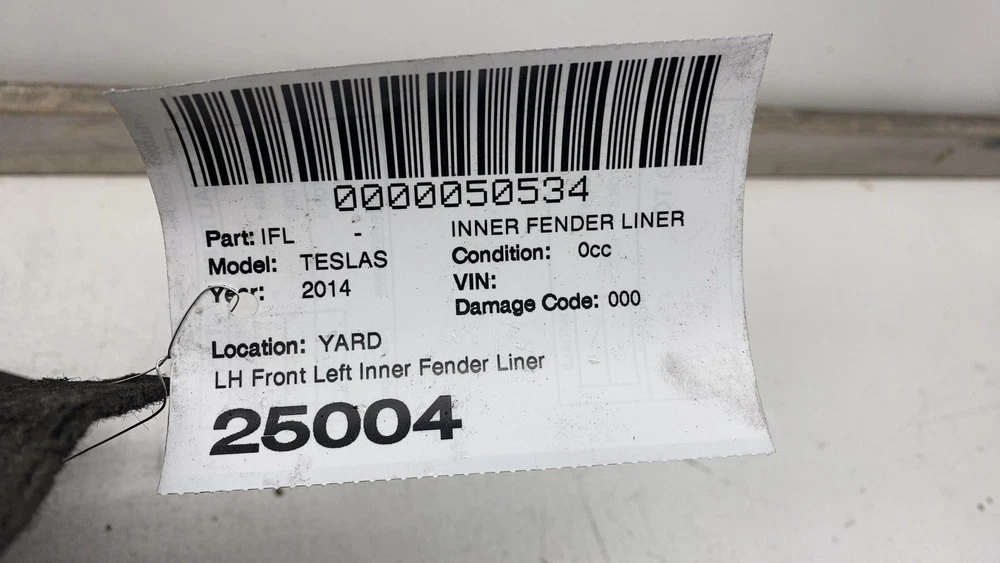 0000050534
Part: IFL - INNER FENDER LINER
Model: TESLAS Condition: 0cc
Year: 2014 VIN:
Damage Code: 000
Location: YARD
LH Front Left Inner Fender Liner
25004